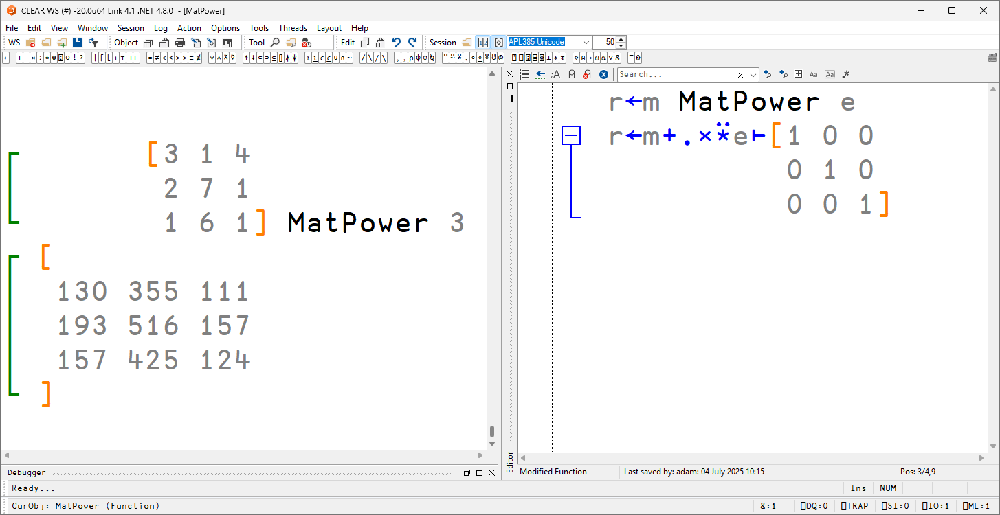 CLEAR WS (#) -20.0u64 Link 4.1 .NET 4.8.0 - [MatPower]
File Edit View Window Session Log Action Options Tools Threads Layout Help
WS Object Tool Edit Session APL385 Unicode 50
Search...
[3 1 4
2 7 1
1 6 1] MatPower 3
[
130 355 111
193 516 157
157 425 124
]
r←m MatPower e
r←m+.×⍣e⊢[1 0 0
0 1 0
0 0 1]
Editor
Debugger
Modified Function Last saved by: adam: 04 July 2025 10:15 Pos: 3/4,9
Ready... Ins NUM
CurObj: MatPower (Function) &:1 ⎕DQ:0 ⎕TRAP ⎕SI:0 ⎕IO:1 ⎕ML:1